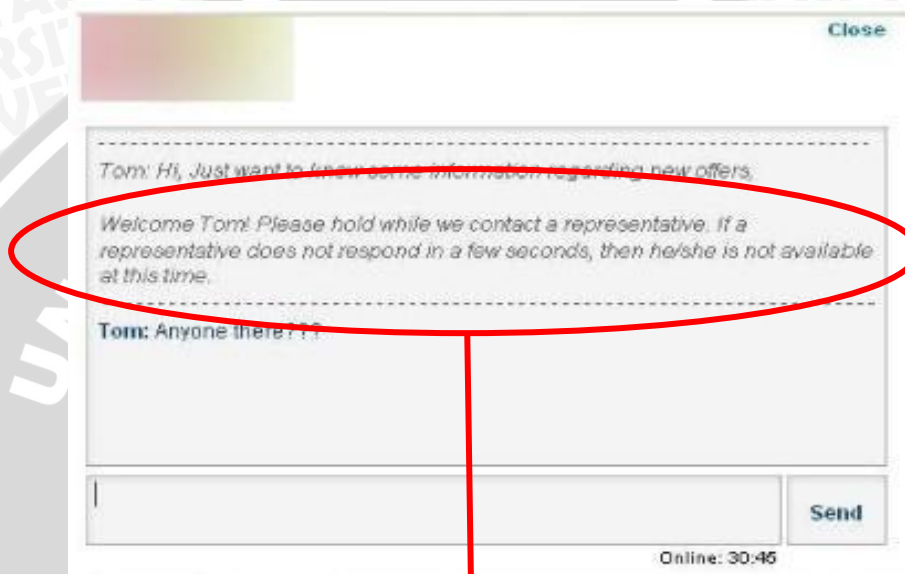 Close
Tom: Hi, Just want to know some information regarding new offers,
Welcome Tom! Please hold while we contact a
representative. If a
representative does not respond in a few seconds, then he/she is not available
at this time.
Tom: Anyone there???
Send
Online: 30:45